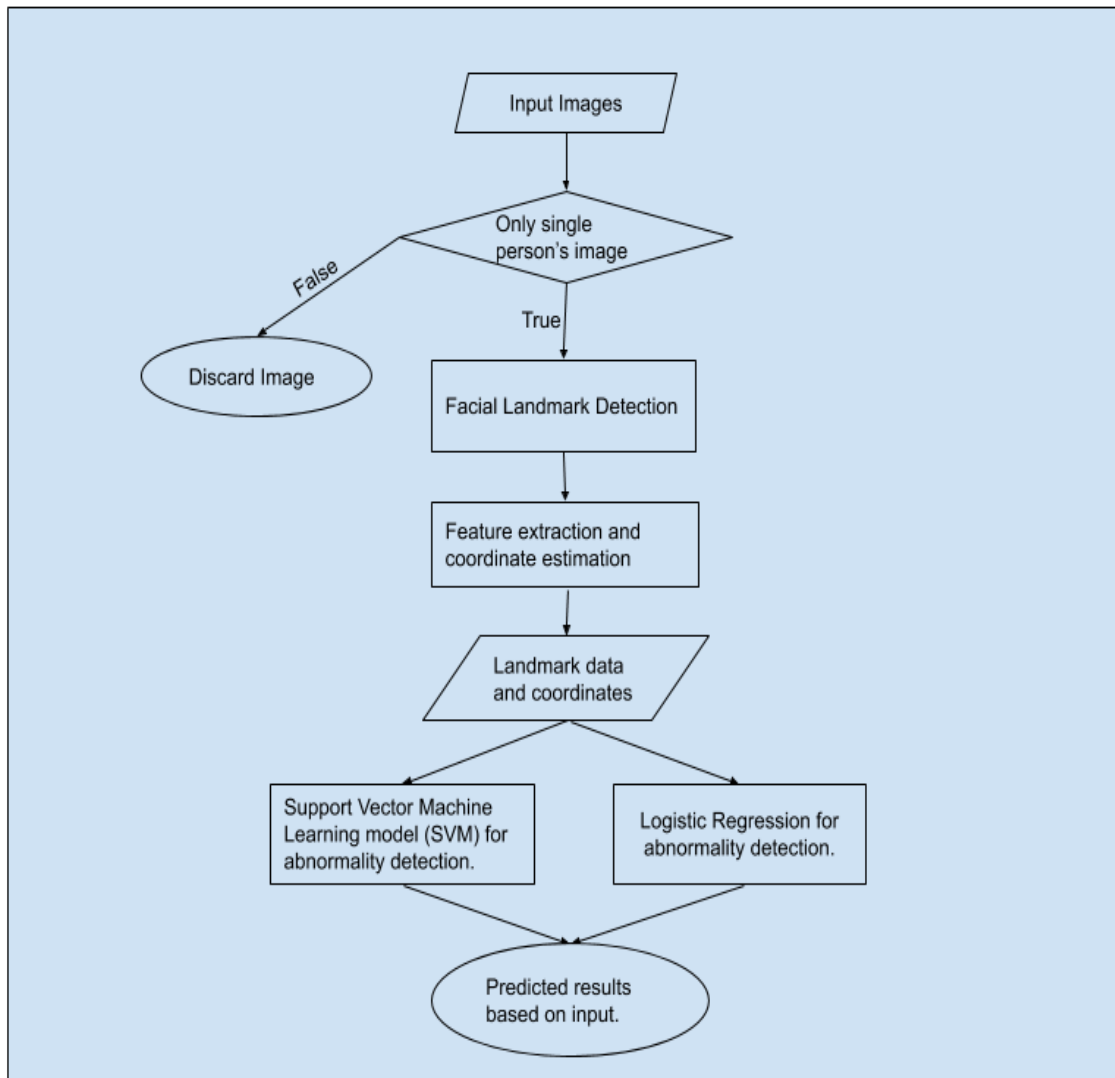 Input Images
Only single
person's image
False
True
Discard Image
Facial Landmark Detection
Feature extraction and
coordinate estimation
Landmark data
and coordinates
Support Vector Machine
Learning model (SVM) for
abnormality detection.
Logistic Regression for
abnormality detection.
Predicted results
based on input.